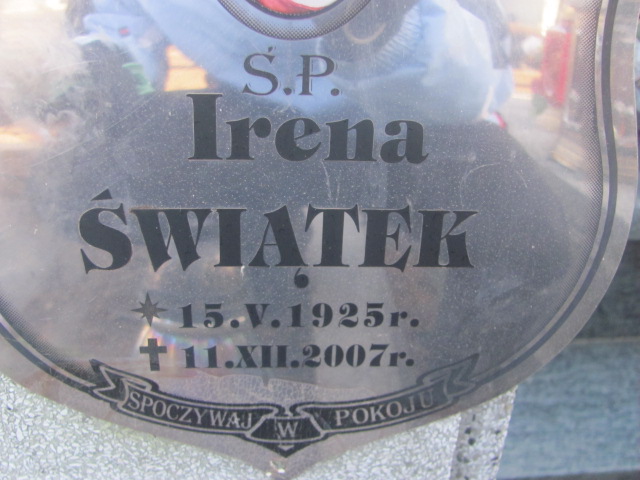 Ś.P.
Irena
ŚWIĄTEK
✶ 15.V.1925r.
✝ 11.XII.2007r.
SPOCZYWAJ W POKOJU